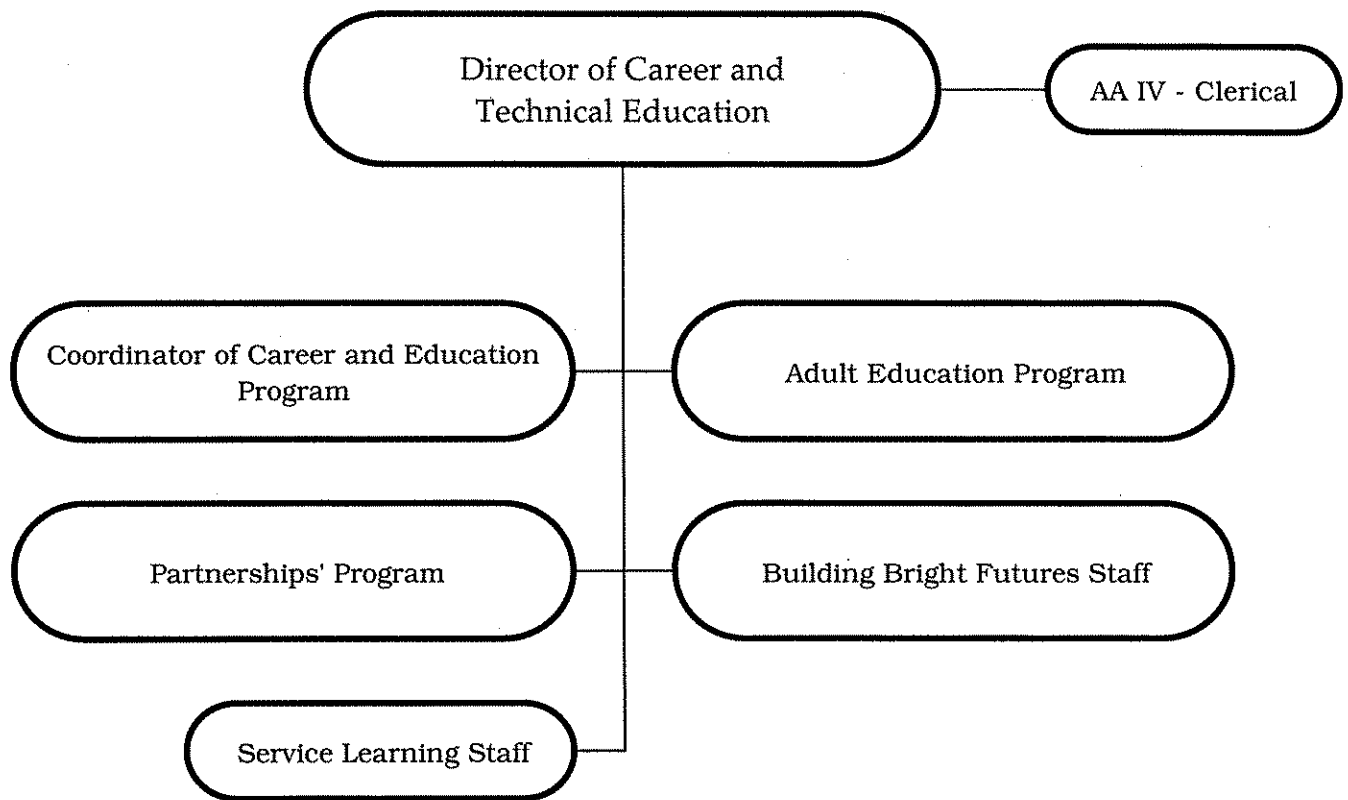 Director of Career and
Technical Education
AA IV - Clerical
Coordinator of Career and Education
Program
Adult Education Program
Partnerships' Program
Building Bright Futures Staff
Service Learning Staff